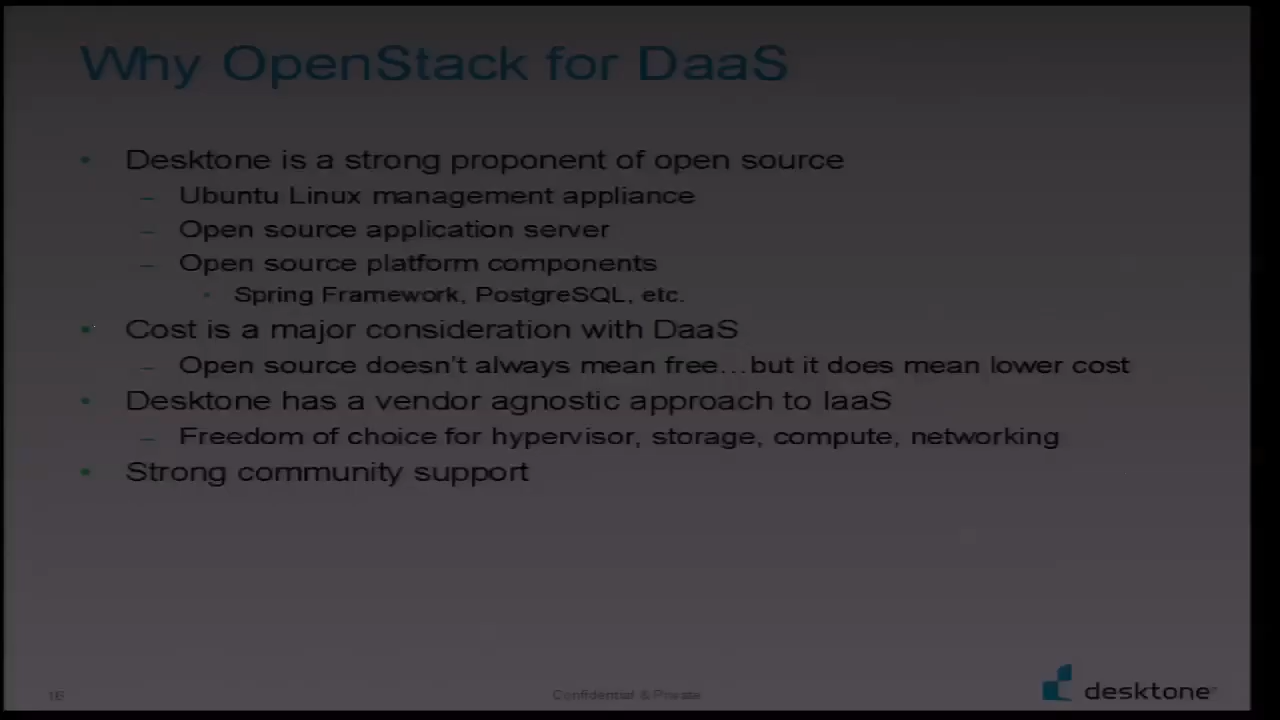 Why OpenStack for DaaS
• Desktone is a strong proponent of open source
– Ubuntu Linux management appliance
– Open source application server
– Open source platform components
• Spring Framework, PostgreSQL, etc.
• Cost is a major consideration with DaaS
– Open source doesn't always mean free...but it does mean lower cost
• Desktone has a vendor agnostic approach to IaaS
– Freedom of choice for hypervisor, storage, compute, networking
• Strong community support
Confidential & Private
desktone